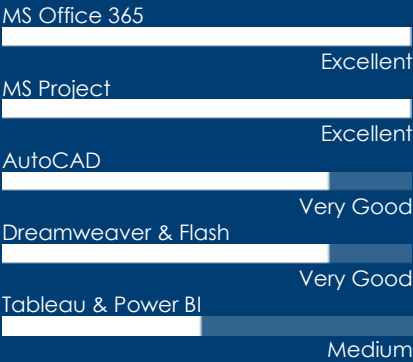 MS Office 365
Excellent
MS Project
Excellent
AutoCAD
Very Good
Dreamweaver & Flash
Very Good
Tableau & Power BI
Medium